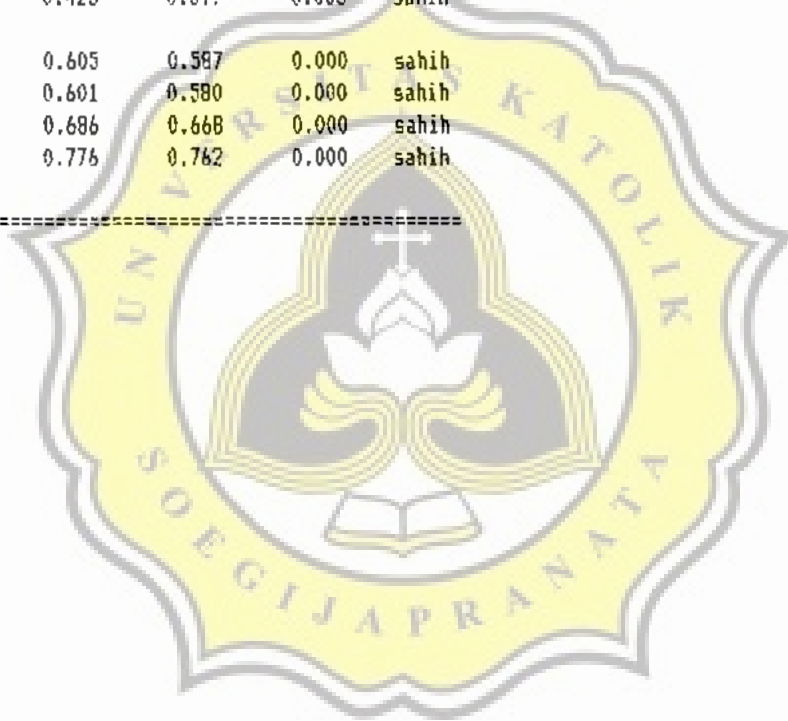 0.605 0.587 0.000 sahih
0.601 0.580 0.000 sahih
0.686 0.668 0.000 sahih
0.776 0.762 0.000 sahih
==========================================
UNIVERSITAS KATOLIK
SOEGIJAPRANATA